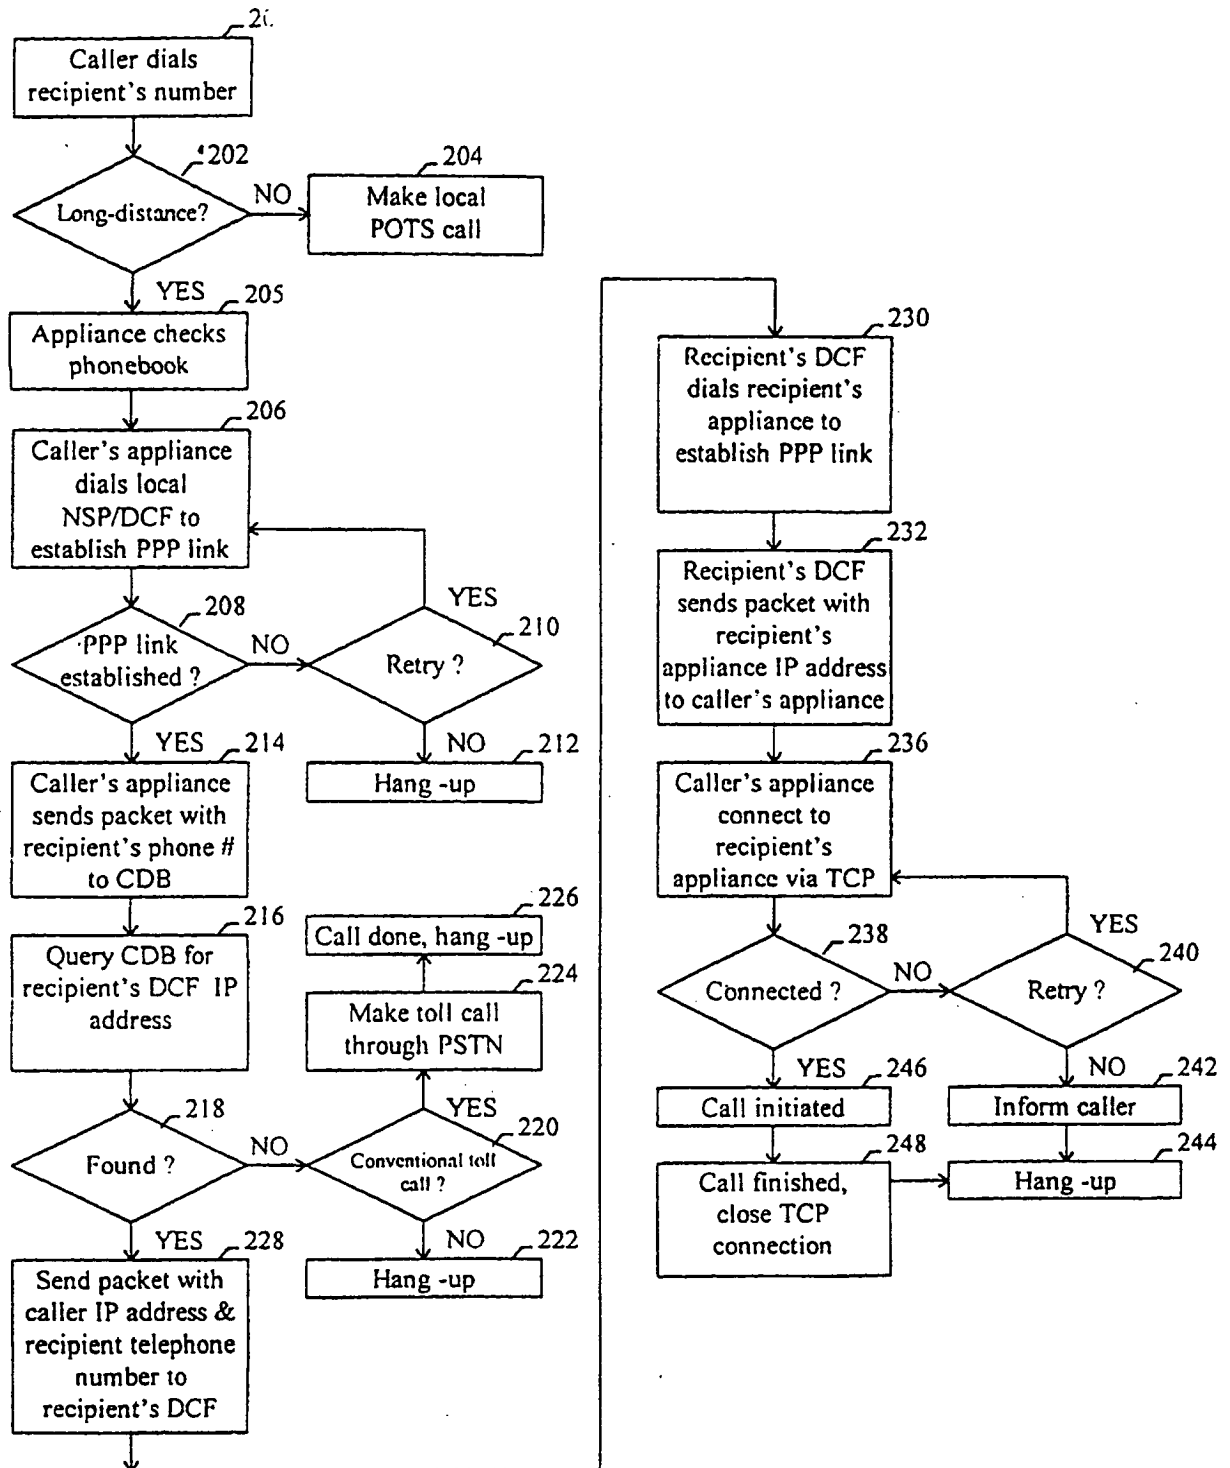 Caller dials
recipient's number
202
Long-distance?
NO
204
Make local
POTS call
YES
205
Appliance checks
phonebook
206
Caller's appliance
dials local
NSP/DCF to
establish PPP link
208
PPP link
established ?
NO
YES
210
Retry ?
NO
212
Hang -up
YES
214
Caller's appliance
sends packet with
recipient's phone #
to CDB
216
Query CDB for
recipient's DCF IP
address
218
Found ?
NO
220
Conventional toll
call ?
YES
224
Make toll call
through PSTN
226
Call done, hang -up
NO
222
Hang -up
YES
228
Send packet with
caller IP address &
recipient telephone
number to
recipient's DCF
230
Recipient's DCF
dials recipient's
appliance to
establish PPP link
232
Recipient's DCF
sends packet with
recipient's
appliance IP address
to caller's appliance
236
Caller's appliance
connect to
recipient's
appliance via TCP
238
Connected ?
NO
YES
240
Retry ?
YES
246
Call initiated
NO
242
Inform caller
248
Call finished,
close TCP
connection
244
Hang -up